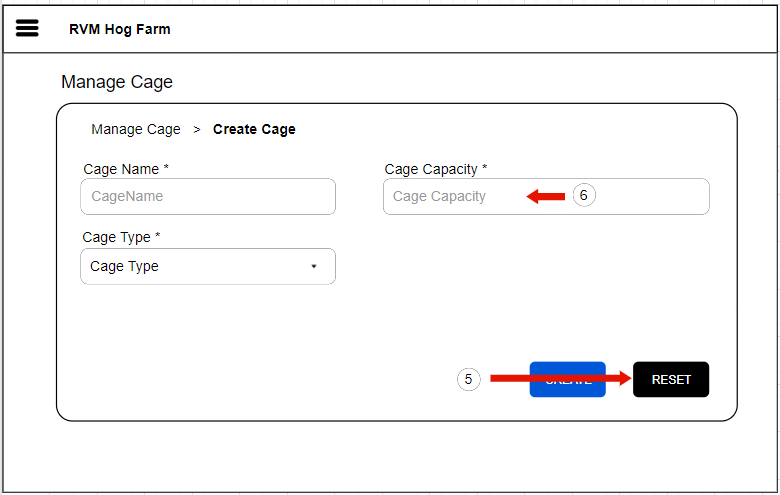 RVM Hog Farm
Manage Cage
Manage Cage > Create Cage
Cage Name *
Cage Capacity *
CageName
Cage Capacity
6
Cage Type *
Cage Type
5
CREATE
RESET